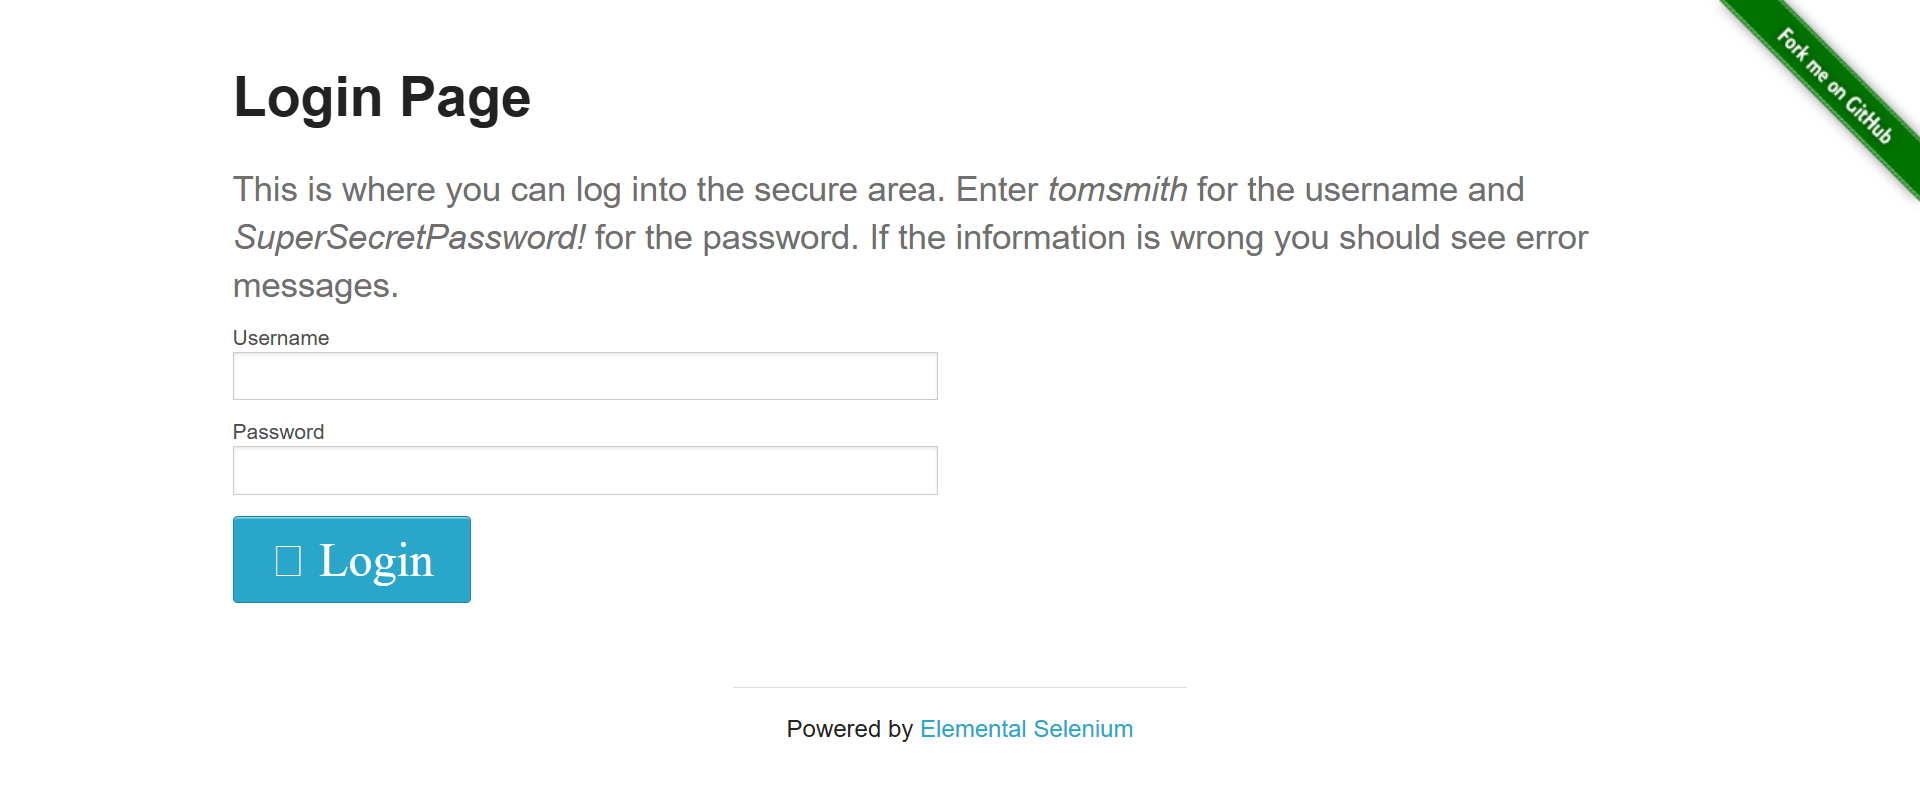 Fork me on GitHub
Login Page
This is where you can log into the secure area. Enter tomsmith for the username and
SuperSecretPassword! for the password. If the information is wrong you should see error
messages.
Username
Password
Login
Powered by Elemental Selenium